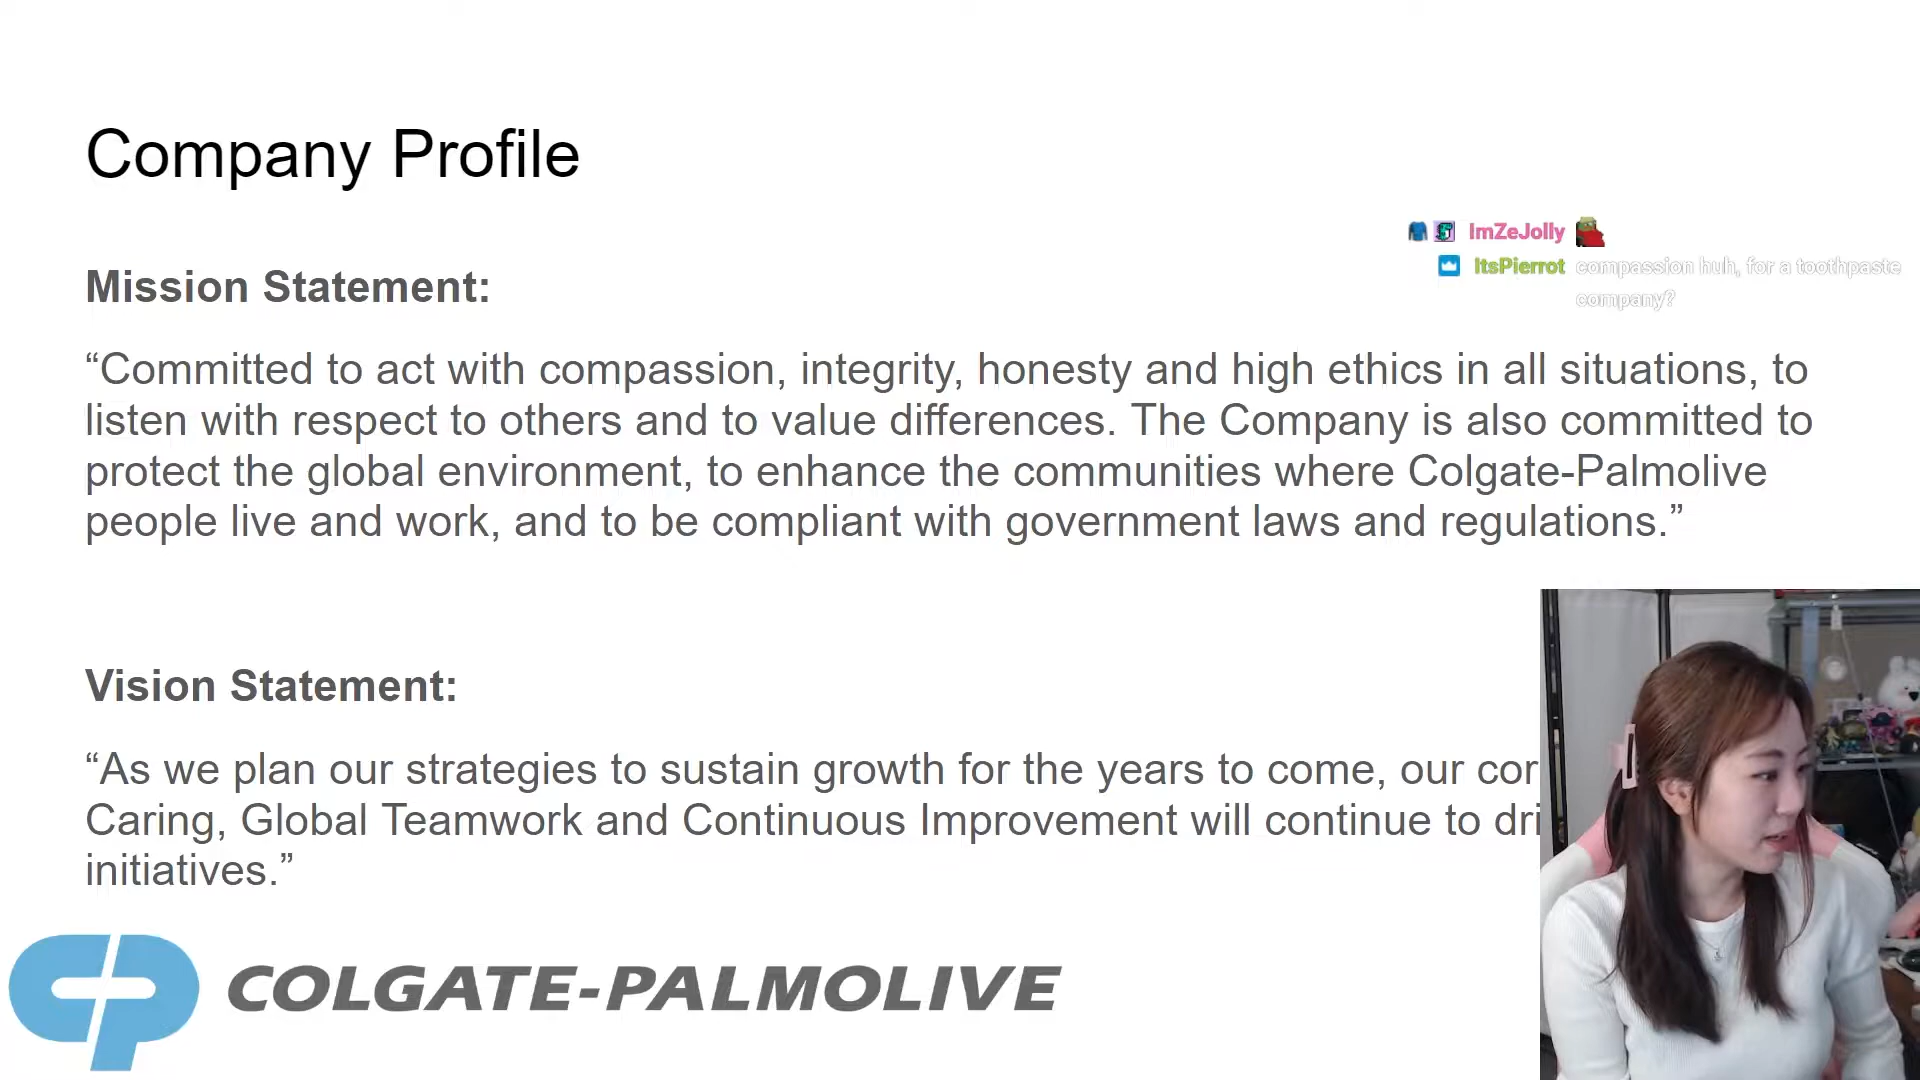 Company Profile
ImZeJolly
ItsPierrot compassion huh, for a toothpaste
company?
Mission Statement:
“Committed to act with compassion, integrity, honesty and high ethics in all situations, to
listen with respect to others and to value differences. The Company is also committed to
protect the global environment, to enhance the communities where Colgate-Palmolive
people live and work, and to be compliant with government laws and regulations.”
Vision Statement:
“As we plan our strategies to sustain growth for the years to come, our cor
Caring, Global Teamwork and Continuous Improvement will continue to dri
initiatives.”
CP COLGATE-PALMOLIVE